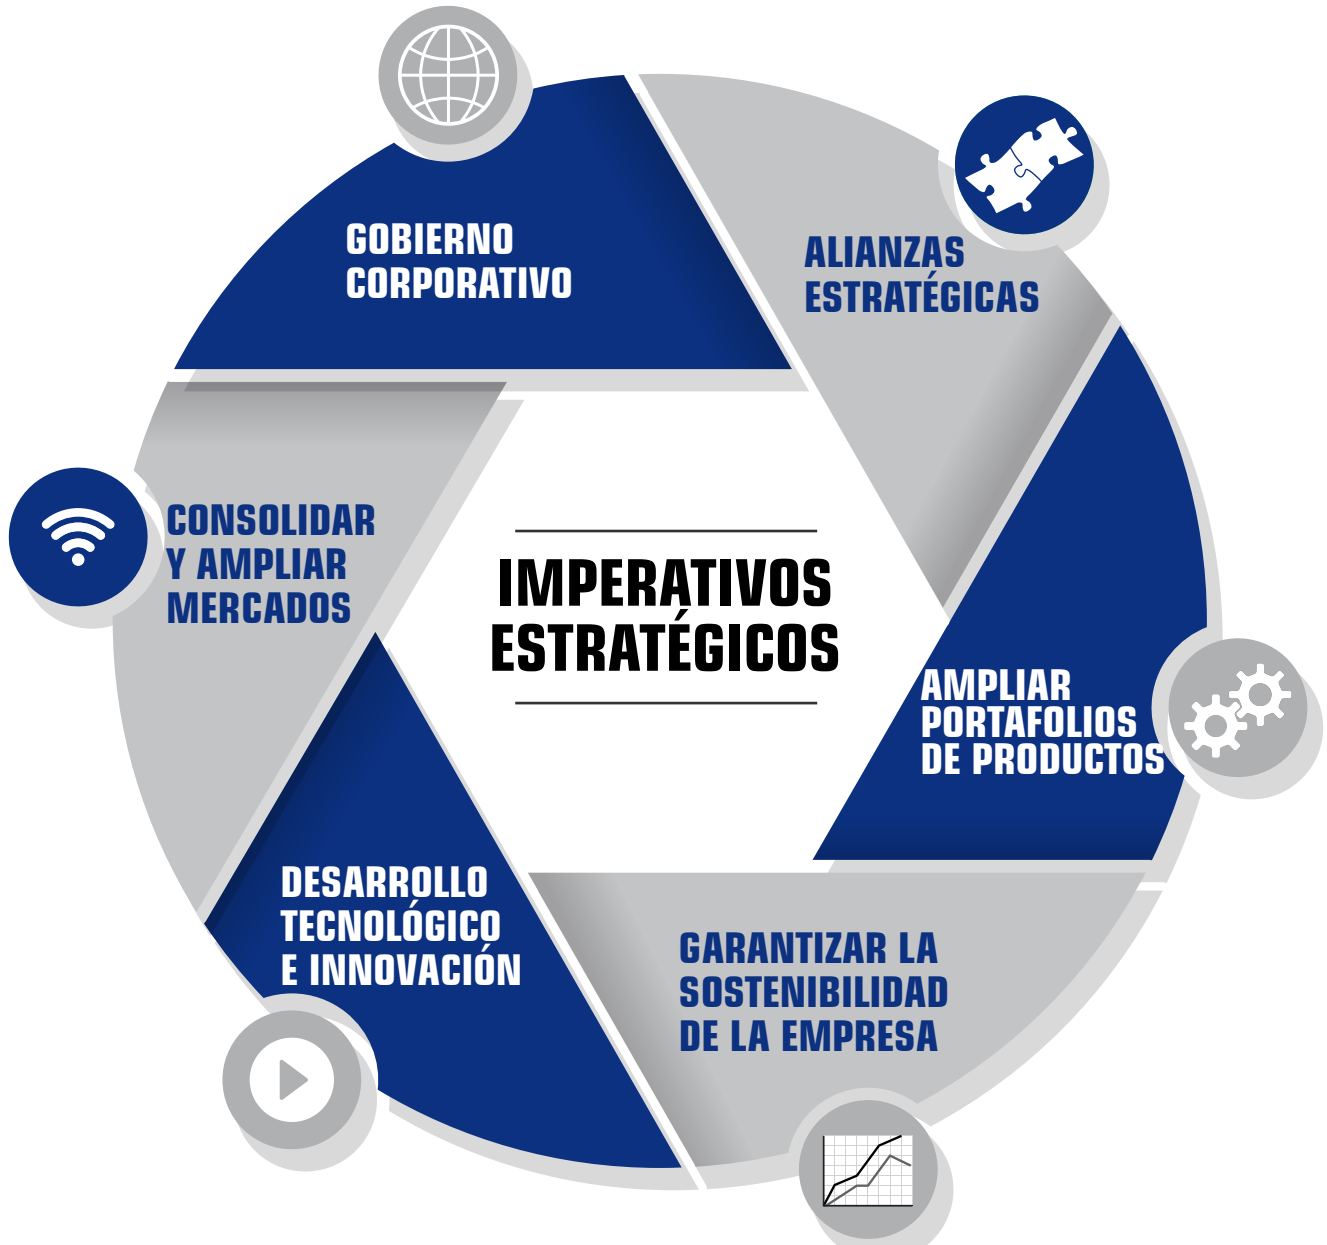 GOBIERNO
CORPORATIVO
ALIANZAS
ESTRATÉGICAS
CONSOLIDAR
Y AMPLIAR
MERCADOS
IMPERATIVOS
ESTRATÉGICOS
AMPLIAR
PORTAFOLIOS
DE PRODUCTOS
DESARROLLO
TECNOLÓGICO
E INNOVACIÓN
GARANTIZAR LA
SOSTENIBILIDAD
DE LA EMPRESA